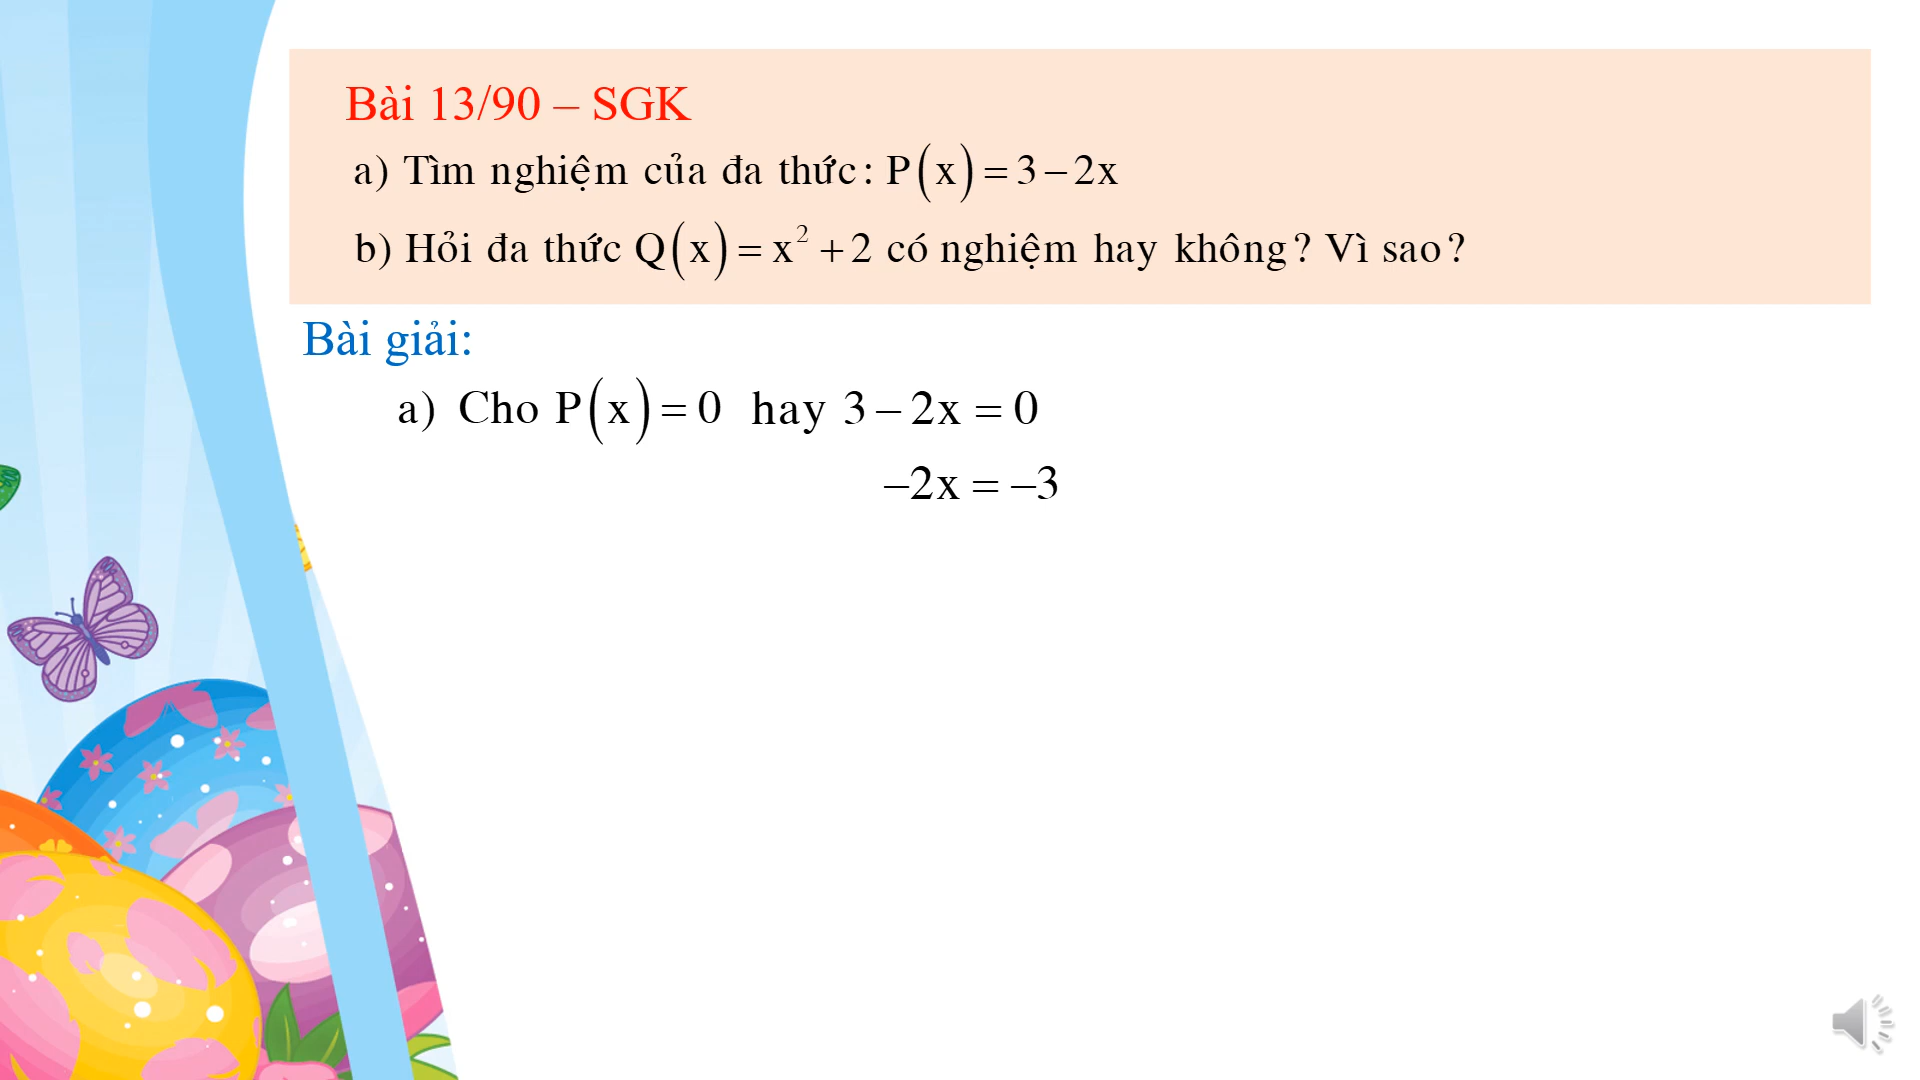 Bài 13/90 – SGK
a) Tìm nghiệm của đa thức: P(x) = 3 – 2x
b) Hỏi đa thức Q(x) = x² + 2 có nghiệm hay không? Vì sao?
Bài giải:
a) Cho P(x) = 0 hay 3 – 2x = 0
–2x = –3